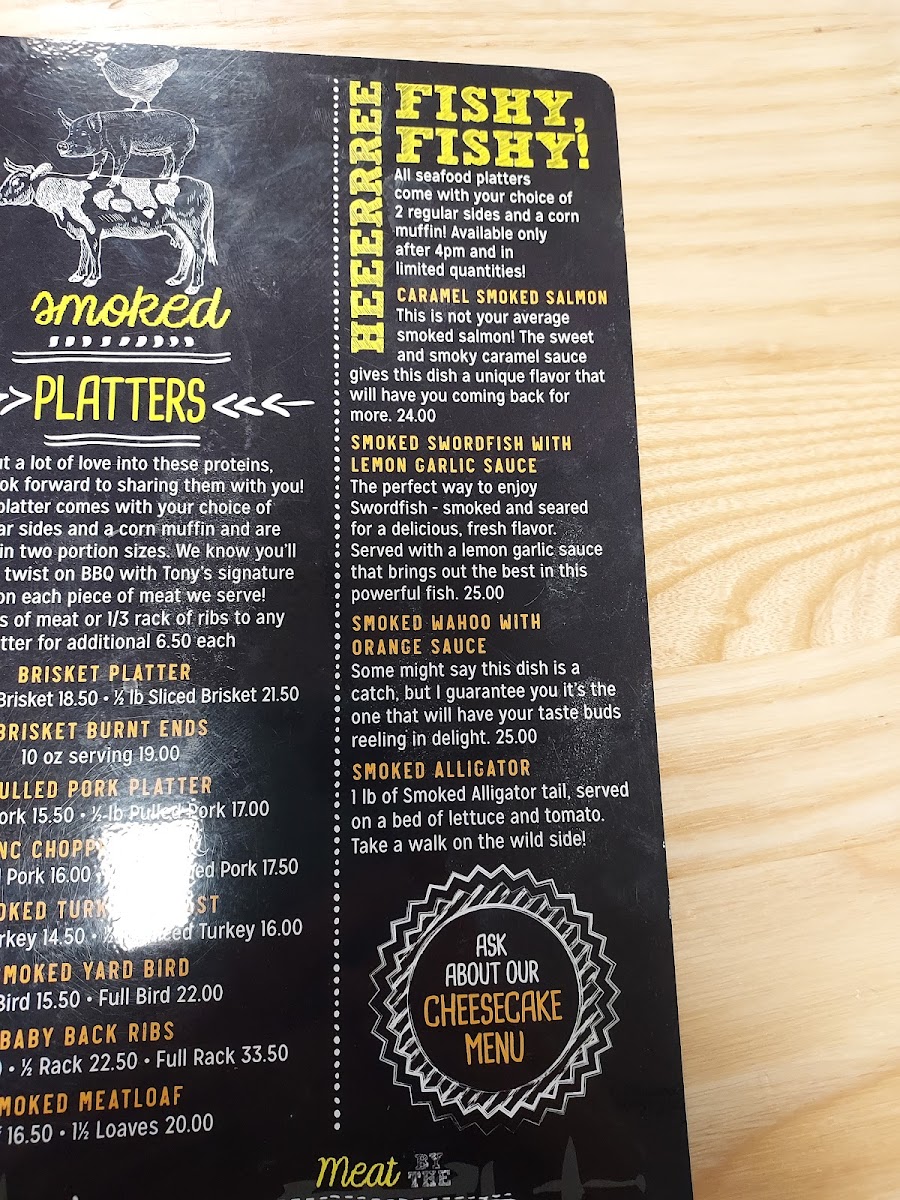 smoked
PLATTERS
a lot of love into these proteins,
forward to sharing them with you!
platter comes with your choice of
sides and a corn muffin and are
in two portion sizes. We know you'll
twist on BBQ with Tony's signature
on each piece of meat we serve!
of meat or 1/3 rack of ribs to any
for additional 6.50 each
BRISKET PLATTER
Brisket 18.50 • ½ lb Sliced Brisket 21.50
BRISKET BURNT ENDS
10 oz serving 19.00
PULLED PORK PLATTER
15.50 • ½ lb Pulled Pork 17.00
NC
Pork 16.00 Pork 17.50
14.50 • Turkey 16.00
SMOKED YARD BIRD
Bird 15.50 • Full Bird 22.00
BABY BACK RIBS
• ½ Rack 22.50 • Full Rack 33.50
SMOKED MEATLOAF
16.50 • 1½ Loaves 20.00
HEEERRREE
FISHY,
FISHY!
All seafood platters
come with your choice of
2 regular sides and a corn
muffin! Available only
after 4pm and in
limited quantities!
CARAMEL SMOKED SALMON
This is not your average
smoked salmon! The sweet
and smoky caramel sauce
gives this dish a unique flavor that
will have you coming back for
more. 24.00
SMOKED SWORDFISH WITH
LEMON GARLIC SAUCE
The perfect way to enjoy
Swordfish - smoked and seared
for a delicious, fresh flavor.
Served with a lemon garlic sauce
that brings out the best in this
powerful fish. 25.00
SMOKED WAHOO WITH
ORANGE SAUCE
Some might say this dish is a
catch, but I guarantee you it's the
one that will have your taste buds
reeling in delight. 25.00
SMOKED ALLIGATOR
1 lb of Smoked Alligator tail, served
on a bed of lettuce and tomato.
Take a walk on the wild side!
ASK
ABOUT OUR
CHEESECAKE
MENU
Meat BY THE